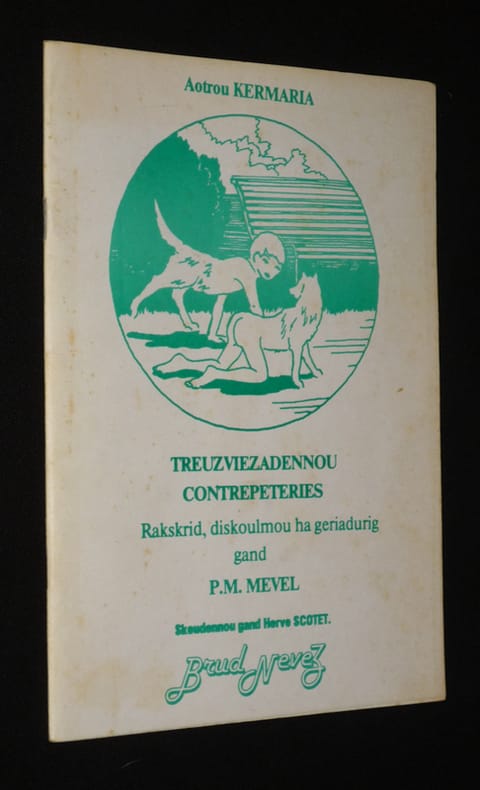 Aotrou KERMARIA
TREUZVIEZADENNOU
CONTREPETERIES
Rakskrid, diskoulmou ha geriadurig
gand
P.M. MEVEL
Skeudennou gand Herve SCOTET.
Brud Nevez